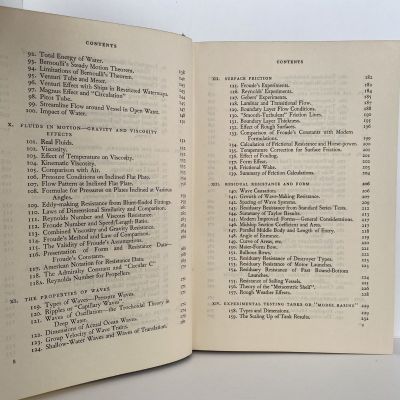 CONTENTS
92. Total Energy of Water.
93. Bernoulli's Steady Motion Theorem.
94. Limitations of Bernoulli's Theorem.
95. Venturi Tube and Meter.
96. Venturi Effect with Ships in Restricted Waterways.
97. Magnus Effect and "Circulation"
98. Pitot Tube.
99. Streamline Flow around Vessel in Open Water.
100. Impact of Water.
X. FLUIDS IN MOTION—GRAVITY AND VISCOSITY
EFFECTS
101. Real Fluids.
102. Viscosity.
103. Effect of Temperature on Viscosity.
104. Kinematic Viscosity.
105. Comparison with Air.
106. Pressure Conditions in Inclined Flat Plate.
107. Flow Pattern at Inclined Flat Plate.
108. Formulae for Pressures on Plates Inclined at Various
Angles.
109. Eddy-making Resistance from Blunt-ended Fittings
110. Laws of Dimensional Similarity and Comparison.
111. Reynolds Number and Viscous Resistance.
112. Froude Number and Speed/Length Ratio.
113. Combined Viscosity and Gravity Resistance.
114. Froude's Method and Law of Comparison.
115. The Validity of Froude's Assumptions.
116. Presentation of Form and Resistance Data—
Froude's Constants.
117. American Notation for Resistance Data.
118. The Admiralty Constant and "Circular C"
118A. Reynolds Number for Propellers.
XI. THE PROPERTIES OF WAVES
119. Types of Waves—Pressure Waves.
120. Ripples or "Capillary Waves"
121. Waves of Oscillation—the Trochoidal Theory in
Deep Water.
122. Dimensions of Actual Ocean Waves.
123. Group Velocity of Wave Trains.
124. Shallow-Water Waves and Waves of Translation.
8
CONTENTS
XII. SURFACE FRICTION 182
125. Froude's Experiments.
126. Reynolds' Experiments.
127. Gebers' Experiments.
128. Laminar and Transitional Flow.
129. Boundary Layer Flow Conditions.
130. "Smooth-Turbulent" Friction Lines.
131. Boundary Layer Thickness.
132. Effect of Rough Surfaces.
133. Comparison of Froude's Constants with Modern
Formulations.
134. Calculation of Frictional Resistance and Horse-power.
135. Temperature Correction for Surface Friction.
136. Effect of Fouling.
137. Form Effect.
138. Frictional Wake.
139. Summary of Friction Calculations.
XIII. RESIDUAL RESISTANCE AND FORM 206
140. Wave Causation.
141. Growth of Wave-Making Resistance.
142. Spacing of Wave Systems.
143. Residuary Resistance from Standard Series Tests.
144. Summary of Taylor Results.
145. Modern Improved Forms—General Considerations.
146. Midship Section Coefficient and Area.
147. Parallel Middle Body and Length of Entry.
148. Angle of Entrance.
149. Curve of Areas, etc.
150. Maier-Form Bow.
151. Bulbous Bow.
152. Residuary Resistance of Destroyer Types.
153. Residuary Resistance of Motor Launches.
154. Residuary Resistance of Fast Round-Bottom
Launches.
155. Resistance of Sailing Vessels.
156. Theory of the "Metacentric Shelf".
157. Rough Weather Effects.
XIV. EXPERIMENTAL TESTING TANKS OR "MODEL BASINS"
158. Types and Dimensions.
159. The Scaling Up of Tank Results.
9